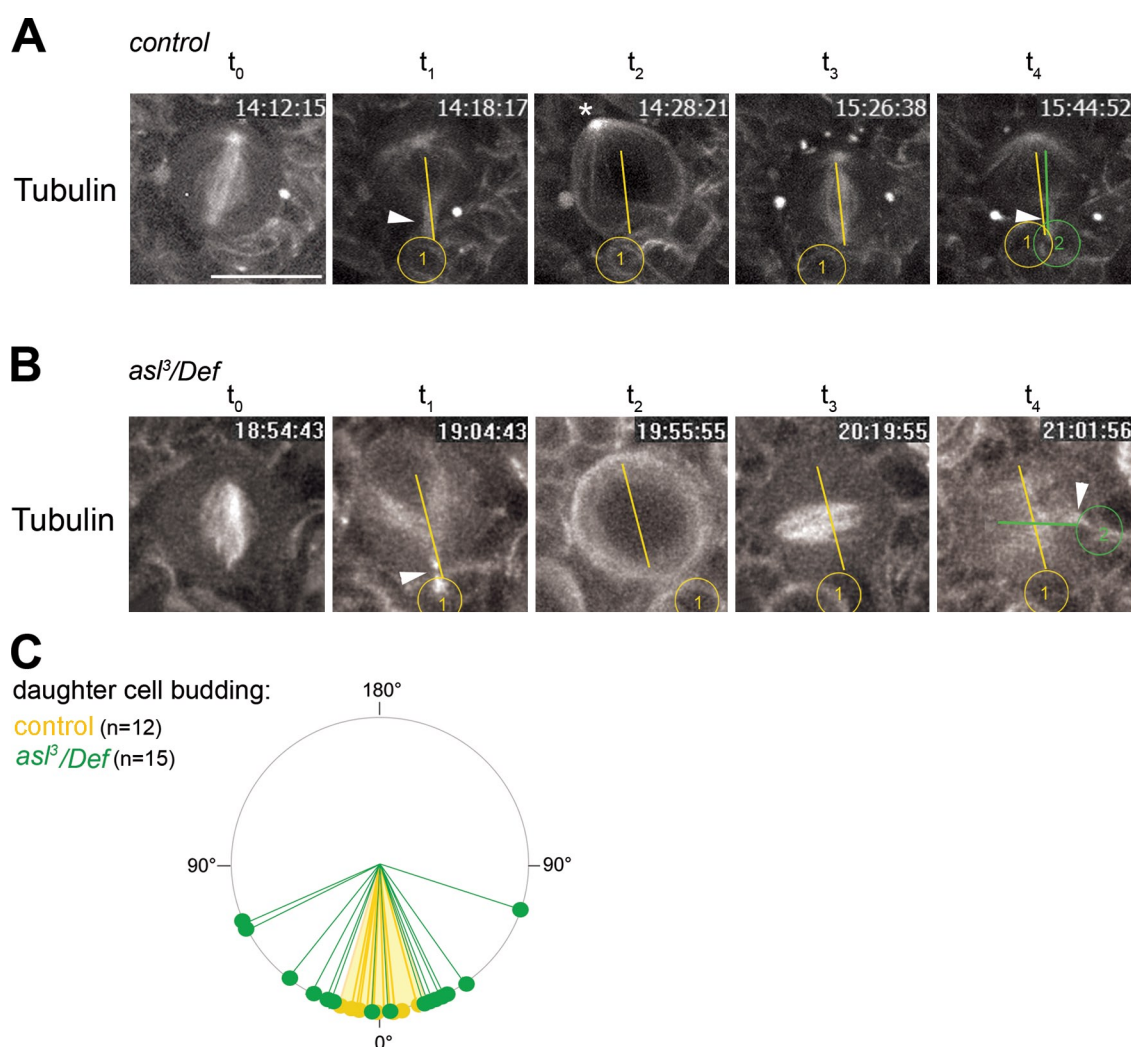 A
control
t0 t1 t2 t3 t4
14:12:15 14:18:17 * 14:28:21 15:26:38 15:44:52
Tubulin
1 1 1 1 2
B
asl³/Def
t0 t1 t2 t3 t4
18:54:43 19:04:43 19:55:55 20:19:55 21:01:56
Tubulin
1 1 1 1 2
C
daughter cell budding:
control (n=12)
asl³/Def (n=15)
180°
90° 90°
0°